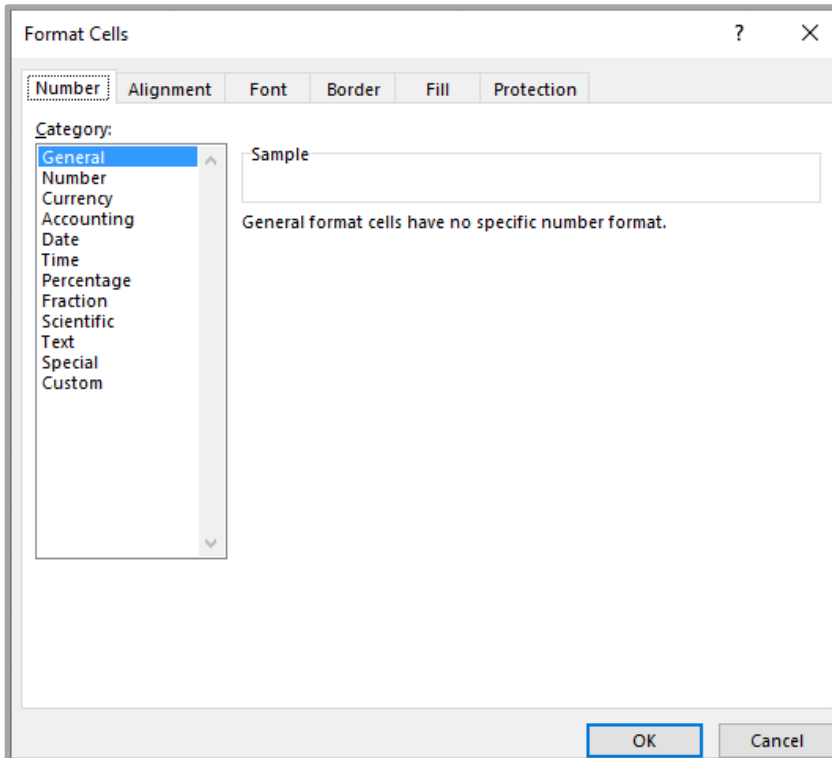 Format Cells ?
Number Alignment Font Border Fill Protection
Category:
General
Number
Currency
Accounting
Date
Time
Percentage
Fraction
Scientific
Text
Special
Custom
Sample
General format cells have no specific number format.
OK Cancel